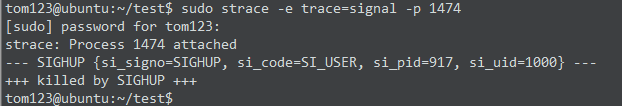 tom123@ubuntu:~/test$ sudo strace -e trace=signal -p 1474
[sudo] password for tom123:
strace: Process 1474 attached
--- SIGHUP {si_signo=SIGHUP, si_code=SI_USER, si_pid=917, si_uid=1000} ---
+++ killed by SIGHUP +++
tom123@ubuntu:~/test$